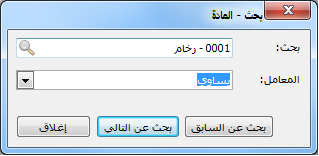 بحث - المادة
بحث: 0001 - رخام
المعامل: يساوي
بحث عن السابق بحث عن التالي إغلاق